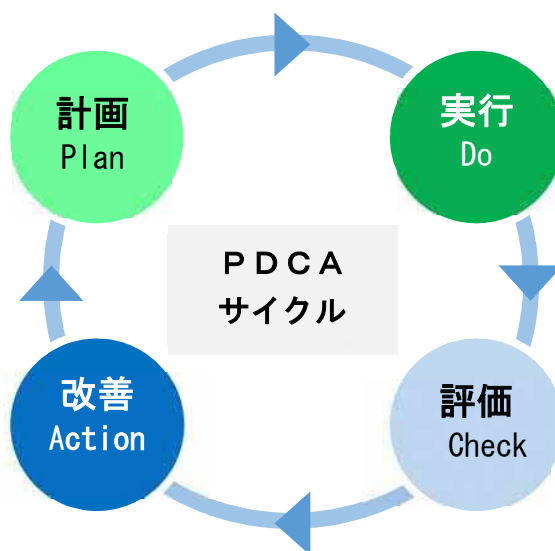 計画
Plan
実行
Do
PDCA
サイクル
改善
Action
評価
Check